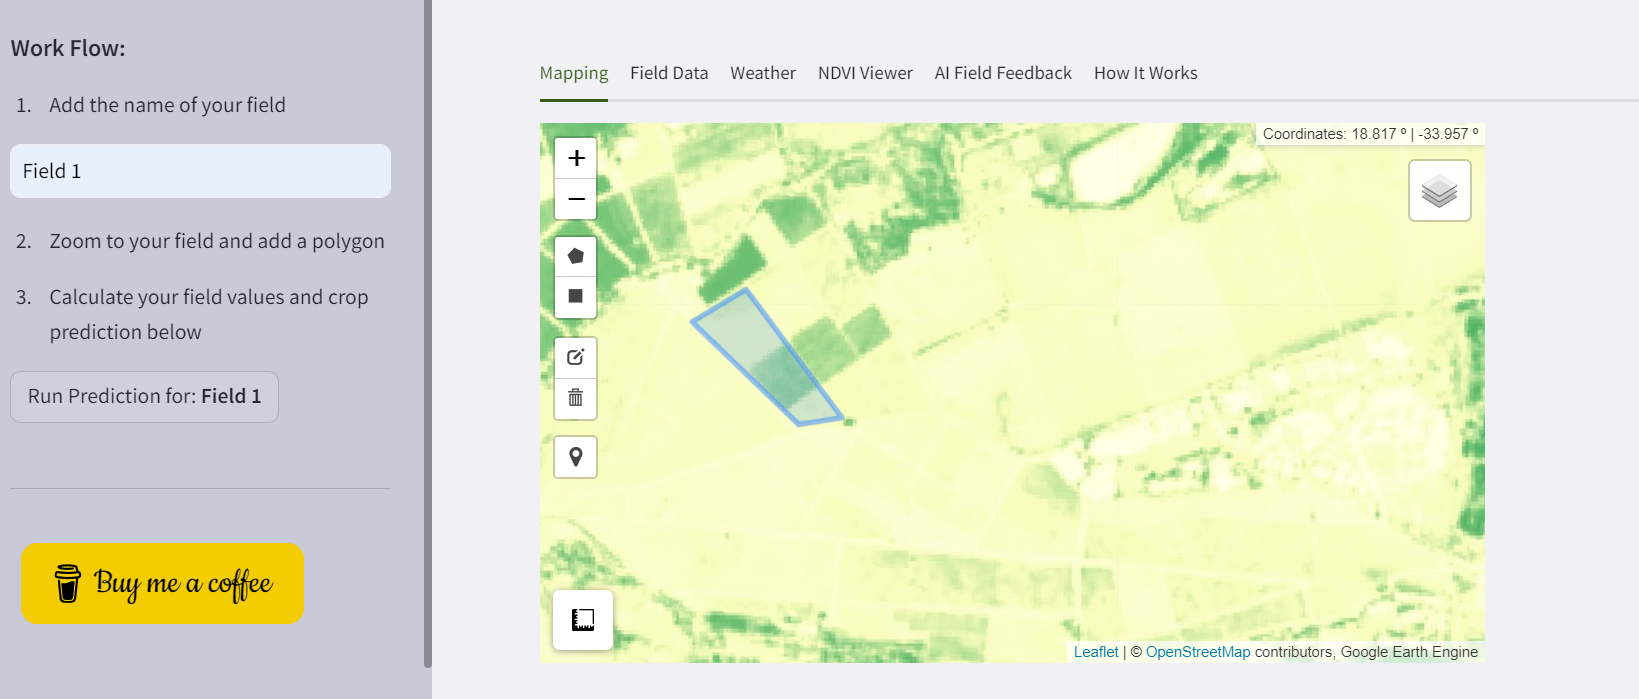 Work Flow:
1. Add the name of your field
Field 1
2. Zoom to your field and add a polygon
3. Calculate your field values and crop
prediction below
Run Prediction for: Field 1
Buy me a coffee
Mapping Field Data Weather NDVI Viewer AI Field Feedback How It Works
+
−
Coordinates: 18.817 º | -33.957 º
Leaflet | © OpenStreetMap contributors, Google Earth Engine